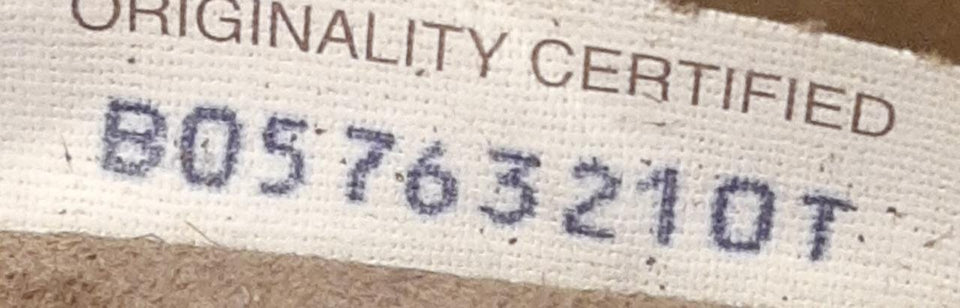 ORIGINALITY CERTIFIED
B05763210T